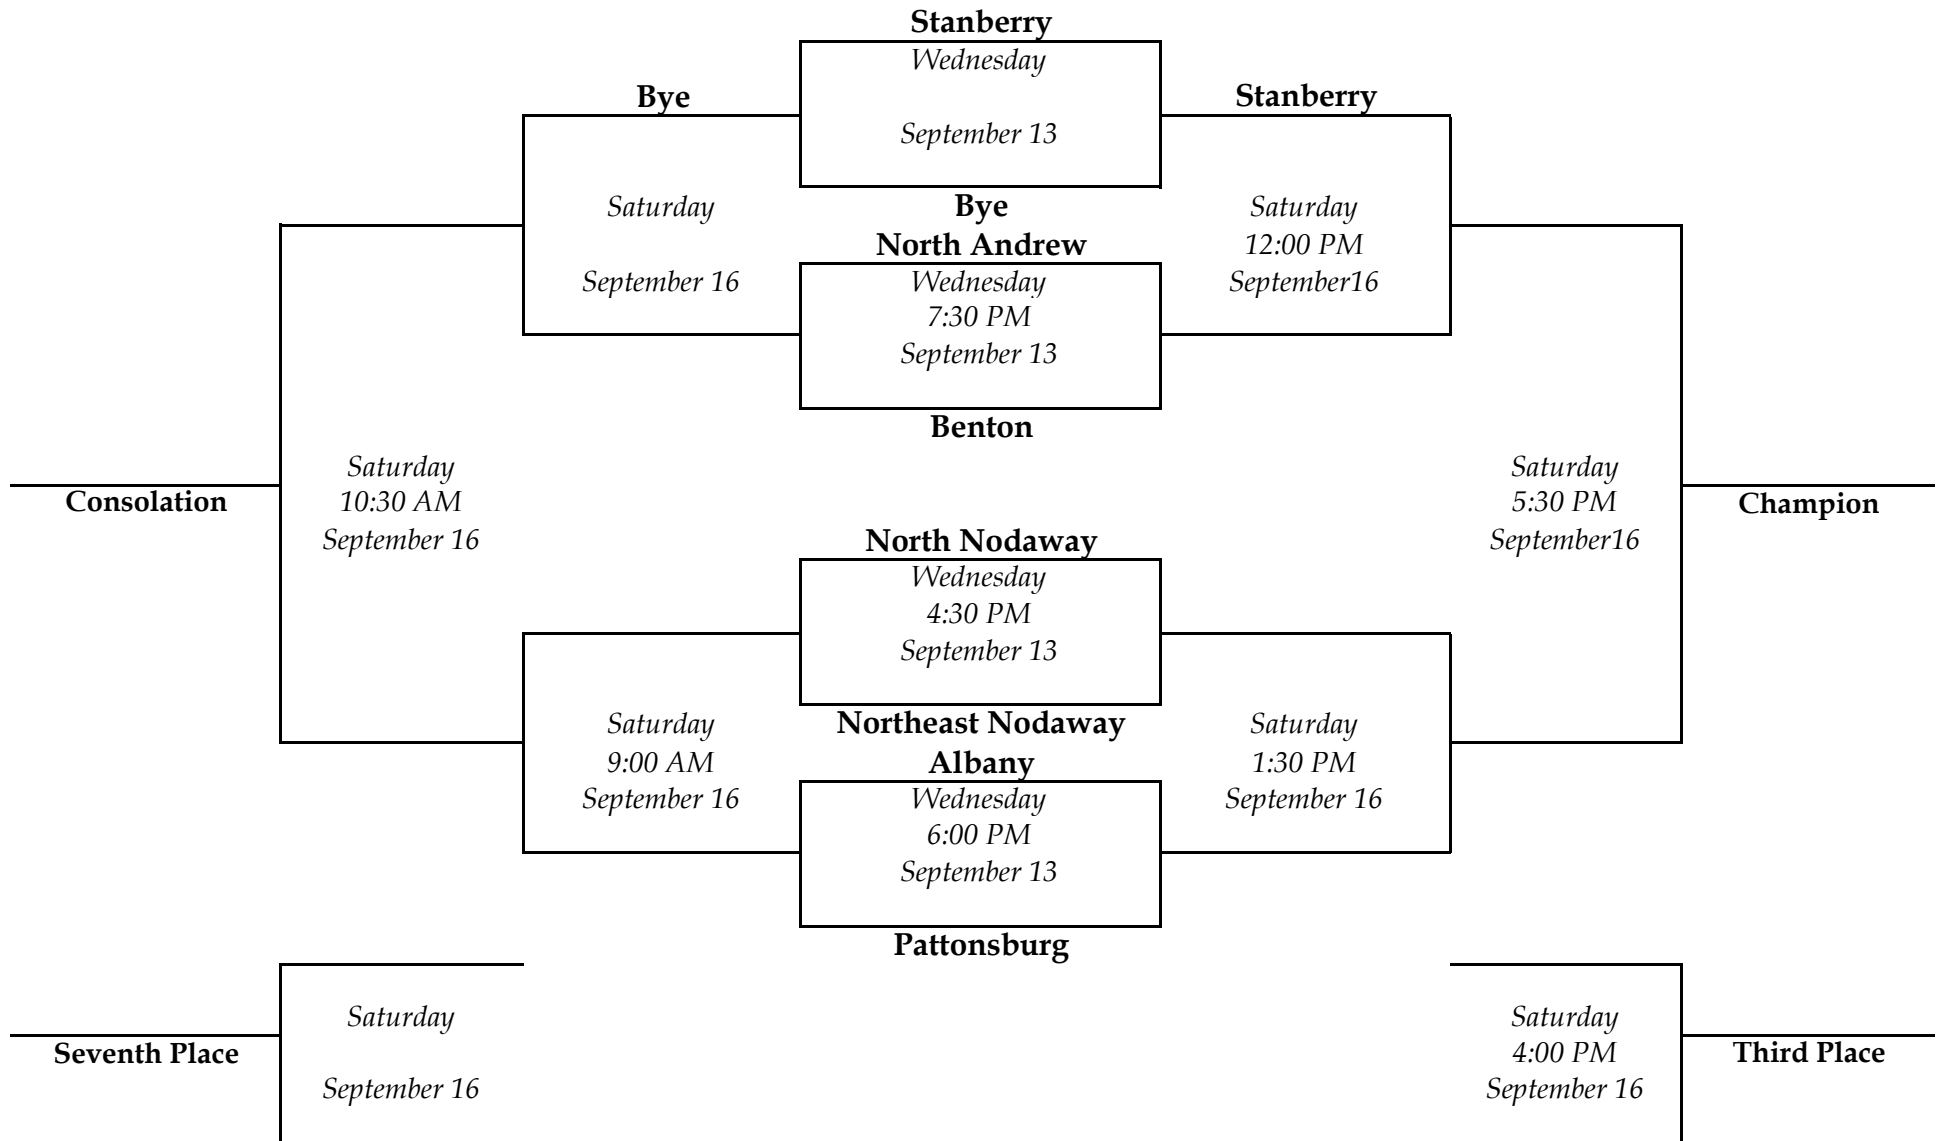 Stanberry
Wednesday
Bye
Stanberry
September 13
Saturday
Bye
Saturday
North Andrew
12:00 PM
September 16
Wednesday
September16
7:30 PM
September 13
Benton
Saturday
Saturday
Consolation
10:30 AM
5:30 PM
Champion
September 16
North Nodaway
September16
Wednesday
4:30 PM
September 13
Saturday
Northeast Nodaway
Saturday
9:00 AM
Albany
1:30 PM
September 16
Wednesday
September 16
6:00 PM
September 13
Pattonsburg
Saturday
Saturday
Seventh Place
4:00 PM
Third Place
September 16
September 16